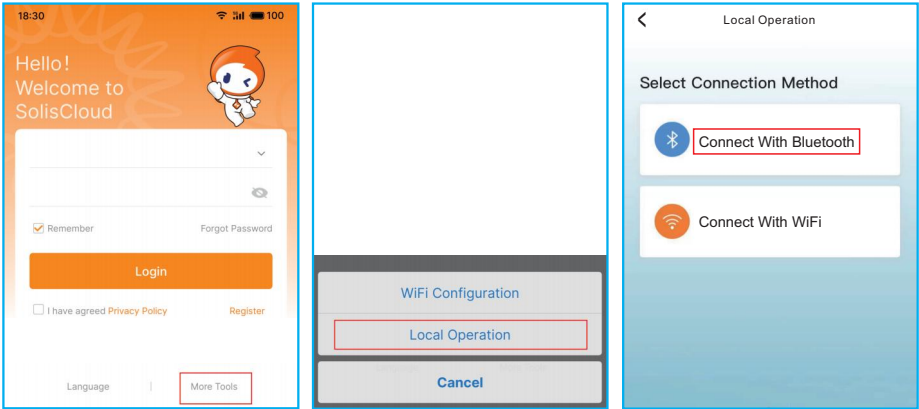 18:30
100
Hello!
Welcome to
SolisCloud
Remember
Forgot Password
Login
I have agreed Privacy Policy
Register
Language
More Tools
WiFi Configuration
Local Operation
Cancel
Local Operation
Select Connection Method
Connect With Bluetooth
Connect With WiFi